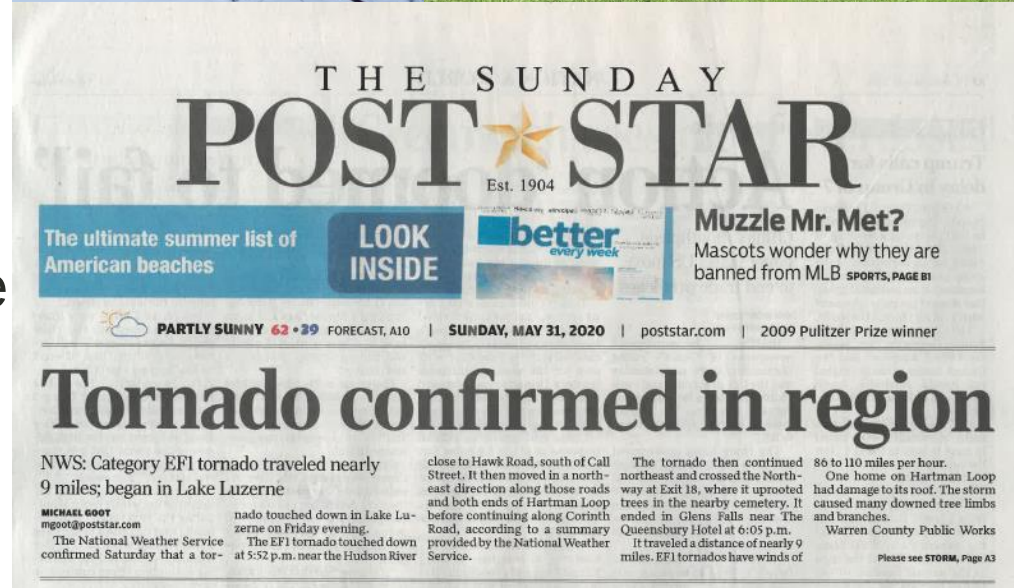 THE SUNDAY
POST STAR
Est. 1904
The ultimate summer list of
American beaches
LOOK
INSIDE
better
every week
Muzzle Mr. Met?
Mascots wonder why they are
banned from MLB SPORTS, PAGE B1
PARTLY SUNNY 62 • 39 FORECAST, A10 | SUNDAY, MAY 31, 2020 | poststar.com | 2009 Pulitzer Prize winner
Tornado confirmed in region
NWS: Category EF1 tornado traveled nearly
9 miles; began in Lake Luzerne
MICHAEL GOOT
mgoot@poststar.com
The National Weather Service
confirmed Saturday that a tor-
nado touched down in Lake Lu-
zerne on Friday evening.
The EF1 tornado touched down
at 5:52 p.m. near the Hudson River
close to Hawk Road, south of Call
Street. It then moved in a north-
east direction along those roads
and both ends of Hartman Loop
before continuing along Corinth
Road, according to a summary
provided by the National Weather
Service.
The tornado then continued
northeast and crossed the North-
way at Exit 18, where it uprooted
trees in the nearby cemetery. It
ended in Glens Falls near The
Queensbury Hotel at 6:05 p.m.
It traveled a distance of nearly 9
miles. EF1 tornadoes have winds of
86 to 110 miles per hour.
One home on Hartman Loop
had damage to its roof. The storm
caused many downed tree limbs
and branches.
Warren County Public Works
Please see STORM, Page A3